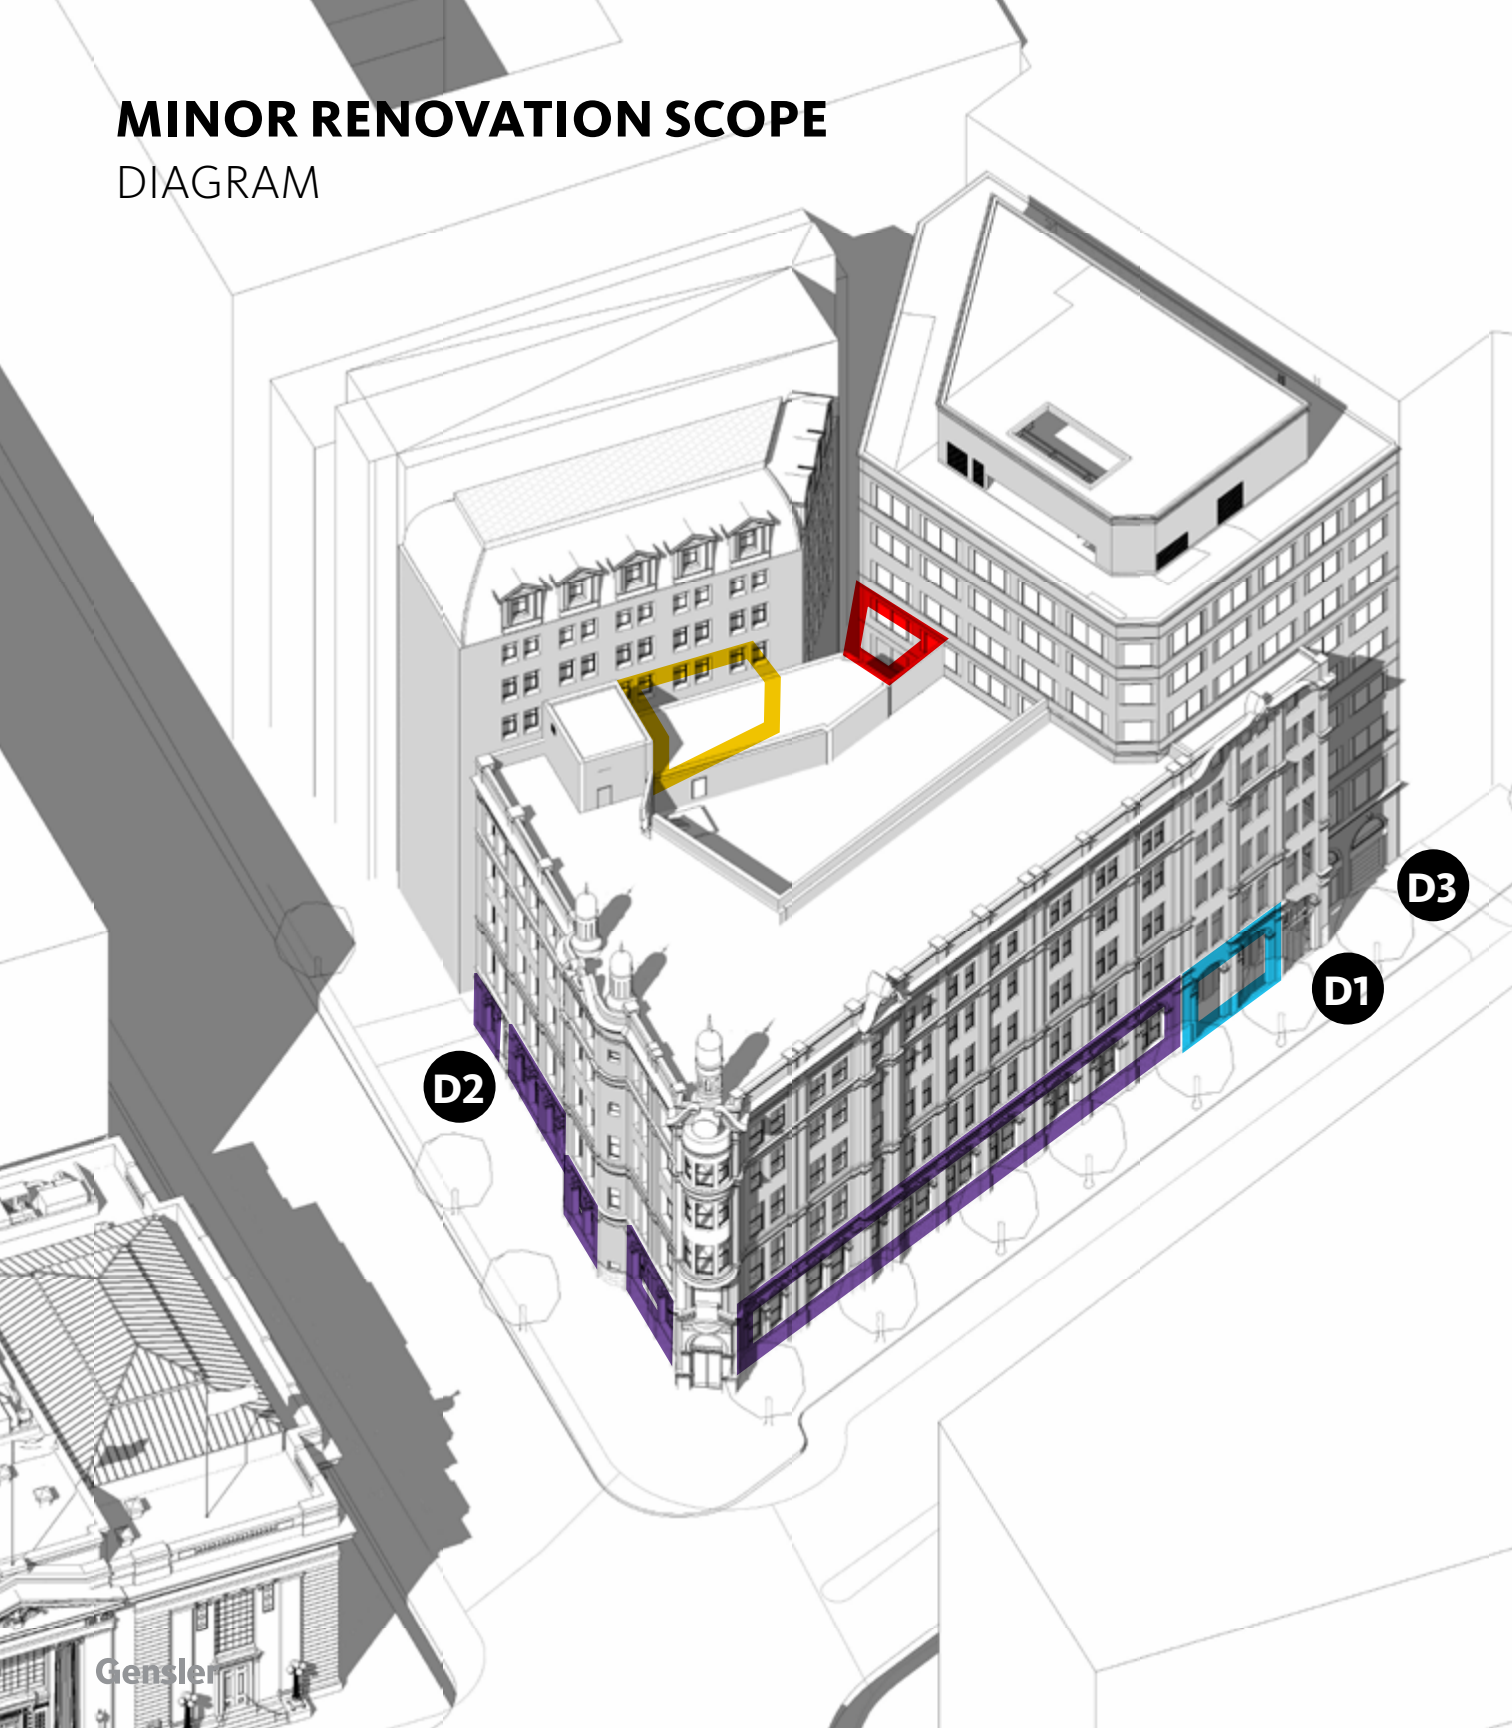 MINOR RENOVATION SCOPE
DIAGRAM
D3
D1
D2
Gensler